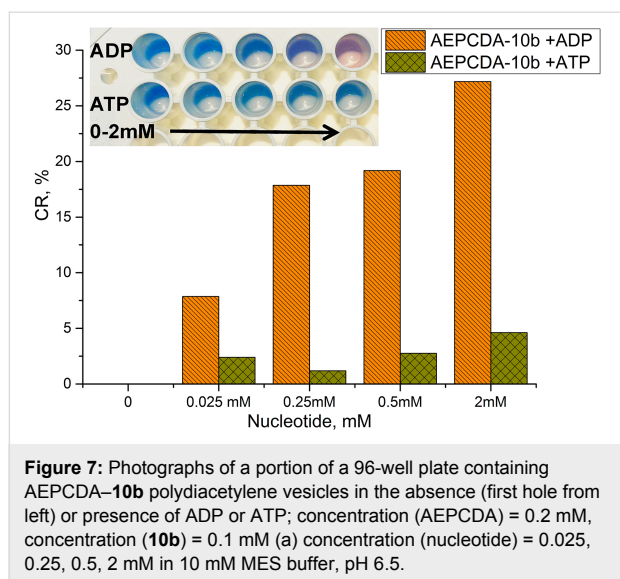 ADP
ATP
0-2mM
AEPCDA-10b +ADP
AEPCDA-10b +ATP
30
25
20
15
10
5
0
CR, %
0
0.025 mM
0.25mM
0.5mM
2mM
Nucleotide, mM
Figure 7: Photographs of a portion of a 96-well plate containing
AEPCDA–10b polydiacetylene vesicles in the absence (first hole from
left) or presence of ADP or ATP; concentration (AEPCDA) = 0.2 mM,
concentration (10b) = 0.1 mM (a) concentration (nucleotide) = 0.025,
0.25, 0.5, 2 mM in 10 mM MES buffer, pH 6.5.